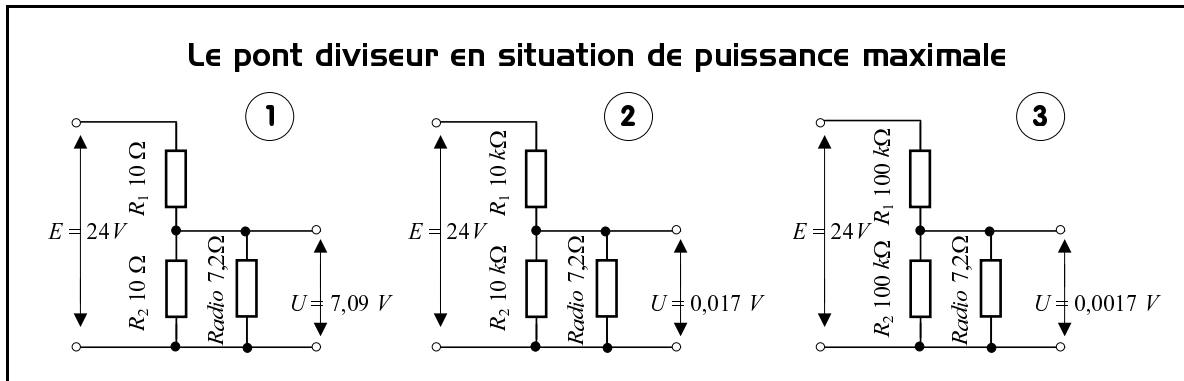 Le pont diviseur en situation de puissance maximale
1
E = 24 V
R1 10 Ω
R2 10 Ω
Radio 7,2Ω
U = 7,09 V
2
E = 24 V
R1 10 kΩ
R2 10 kΩ
Radio 7,2Ω
U = 0,017 V
3
E = 24 V
R1 100 kΩ
R2 100 kΩ
Radio 7,2Ω
U = 0,0017 V